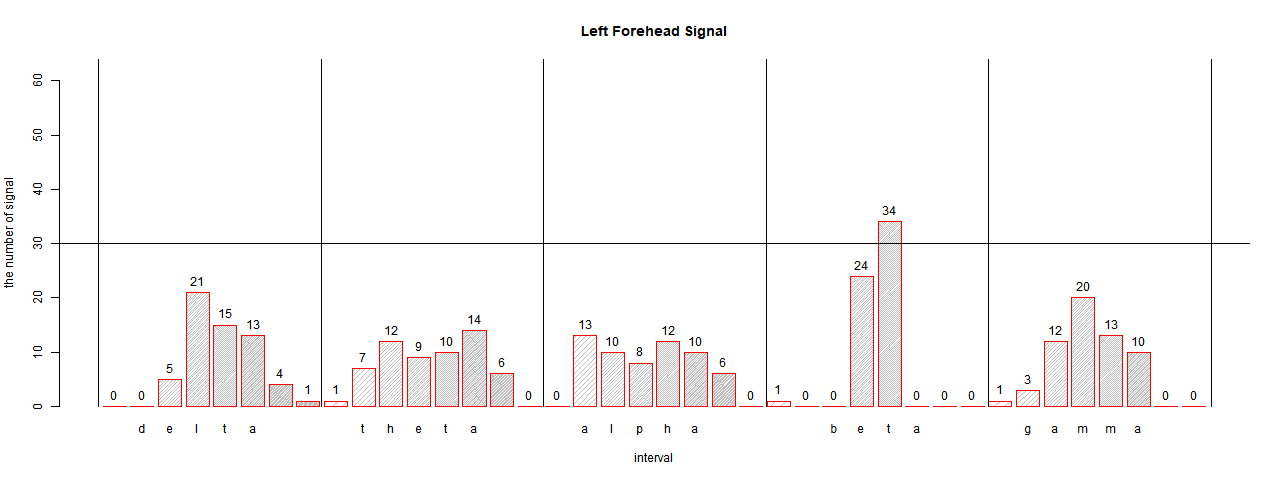 Left Forehead Signal
the number of signal
60
50
40
30
20
10
0
0 0 5 21 15 13 4 1
1 7 12 9 10 14 6 0
0 13 10 8 12 10 6 0
1 0 0 24 34 0 0 0
1 3 12 20 13 10 0 0
d e l t a t h e t a a l p h a b e t a g a m m a
interval